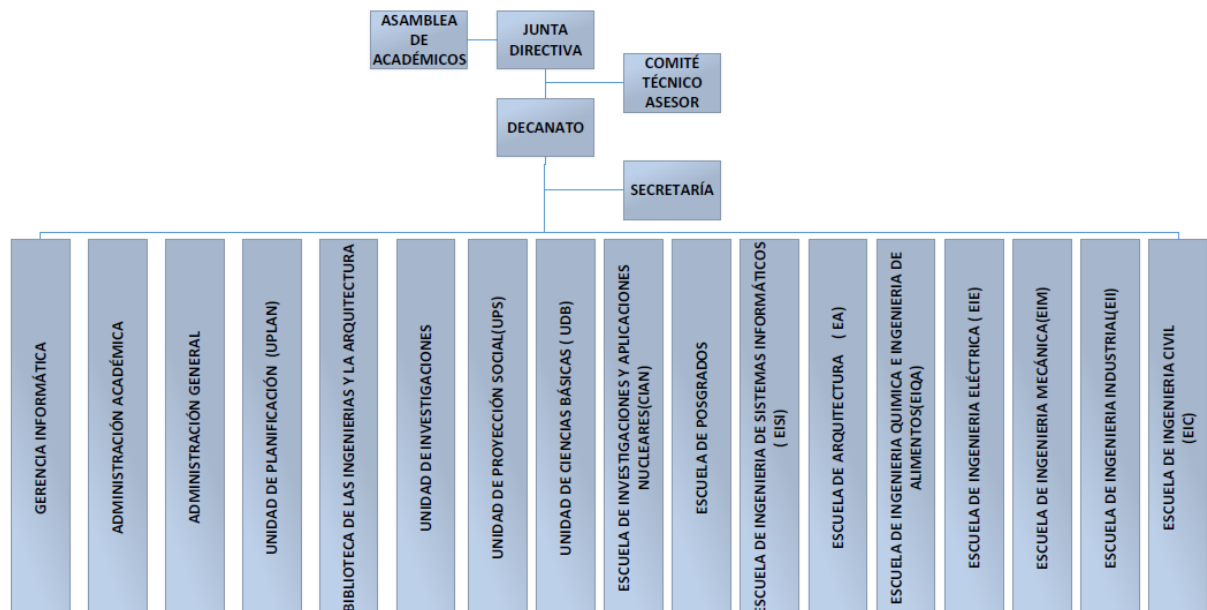 ASAMBLEA
DE
ACADÉMICOS
JUNTA
DIRECTIVA
COMITÉ
TÉCNICO
ASESOR
DECANATO
SECRETARÍA
GERENCIA INFORMÁTICA
ADMINISTRACIÓN ACADÉMICA
ADMINISTRACIÓN GENERAL
UNIDAD DE PLANIFICACIÓN (UPLAN)
BIBLIOTECA DE LAS INGENIERIAS Y LA ARQUITECTURA
UNIDAD DE INVESTIGACIONES
UNIDAD DE PROYECCIÓN SOCIAL(UPS)
UNIDAD DE CIENCIAS BÁSICAS ( UDB)
ESCUELA DE INVESTIGACIONES Y APLICACIONES
NUCLEARES(CIAN)
ESCUELA DE POSGRADOS
ESCUELA DE INGENIERIA DE SISTEMAS INFORMÁTICOS
( EISI)
ESCUELA DE ARQUITECTURA ( EA)
ESCUELA DE INGENIERIA QUIMICA E INGENIERIA DE
ALIMENTOS(EIQA)
ESCUELA DE INGENIERIA ELÉCTRICA ( EIE)
ESCUELA DE INGENIERIA MECÁNICA(EIM)
ESCUELA DE INGENIERIA INDUSTRIAL(EII)
ESCUELA DE INGENIERIA CIVIL
(EIC)